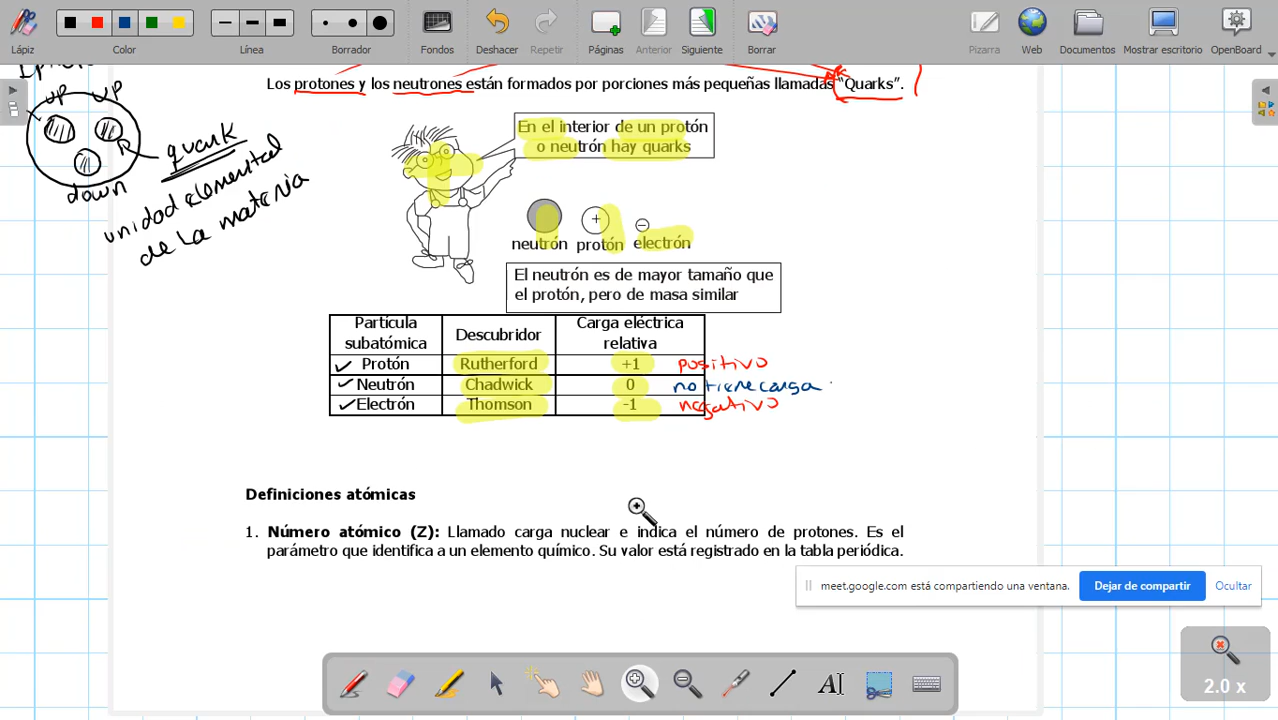 Lápiz
Color
Línea
Borrador
Fondos
Deshacer
Repetir
Páginas
Anterior
Siguiente
Borrar
Pizarra
Web
Documentos
Mostrar escritorio
OpenBoard
Los protones y los neutrones están formados por porciones más pequeñas llamadas "Quarks".
UP UP
down
quark
unidad elemental
de la materia
En el interior de un protón
o neutrón hay quarks
+
−
neutrón protón electrón
El neutrón es de mayor tamaño que
el protón, pero de masa similar
Partícula subatómica Descubridor Carga eléctrica relativa
Protón Rutherford +1 positivo
Neutrón Chadwick 0 no tiene carga
Electrón Thomson -1 negativo
Definiciones atómicas
1. Número atómico (Z): Llamado carga nuclear e indica el número de protones. Es el
parámetro que identifica a un elemento químico. Su valor está registrado en la tabla periódica.
meet.google.com está compartiendo una ventana. Dejar de compartir Ocultar
2.0 x